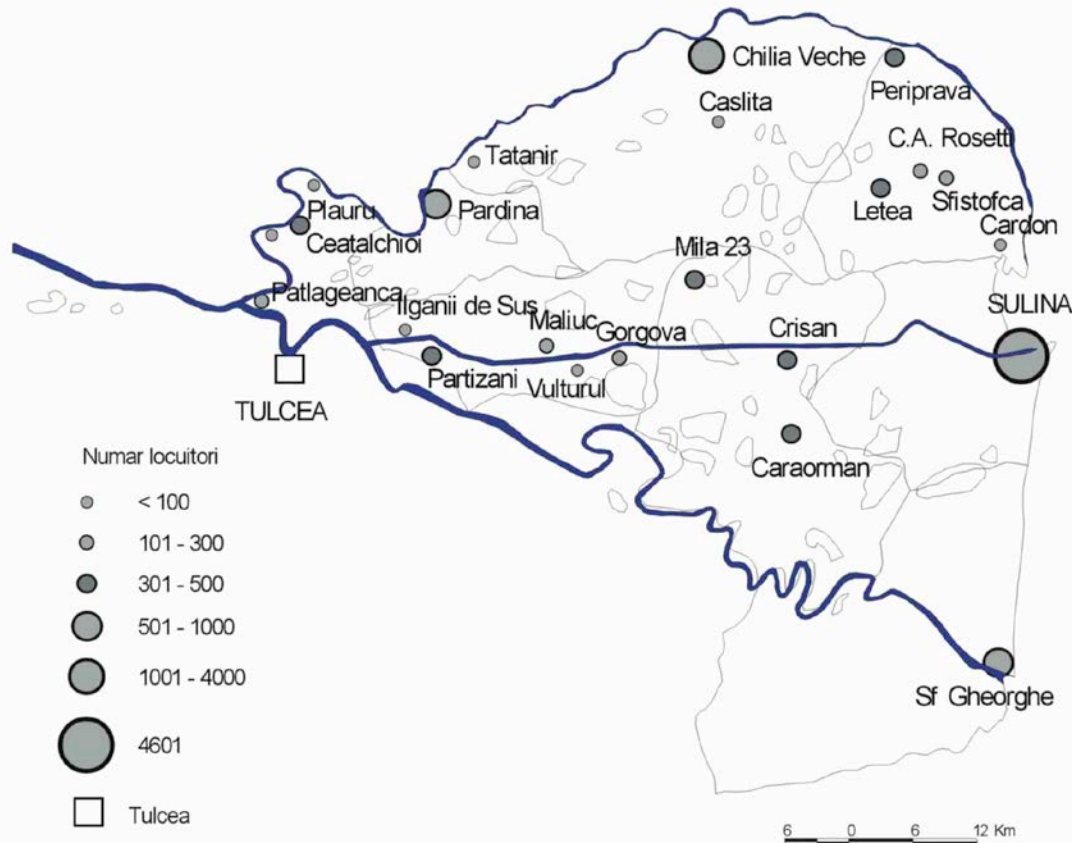 Chilia Veche
Periprava
Caslita
C.A. Rosetti
Tatanir
Sfistofca
Letea
Plauru
Pardina
Cardon
Ceatalchioi
Mila 23
Patlageanca
Ilganii de Sus
Maliuc
SULINA
Gorgova
Crisan
Partizani
Vulturul
TULCEA
Caraorman
Numar locuitori
< 100
101 - 300
301 - 500
501 - 1000
1001 - 4000
Sf Gheorghe
4601
Tulcea
6 0 6 12 Km